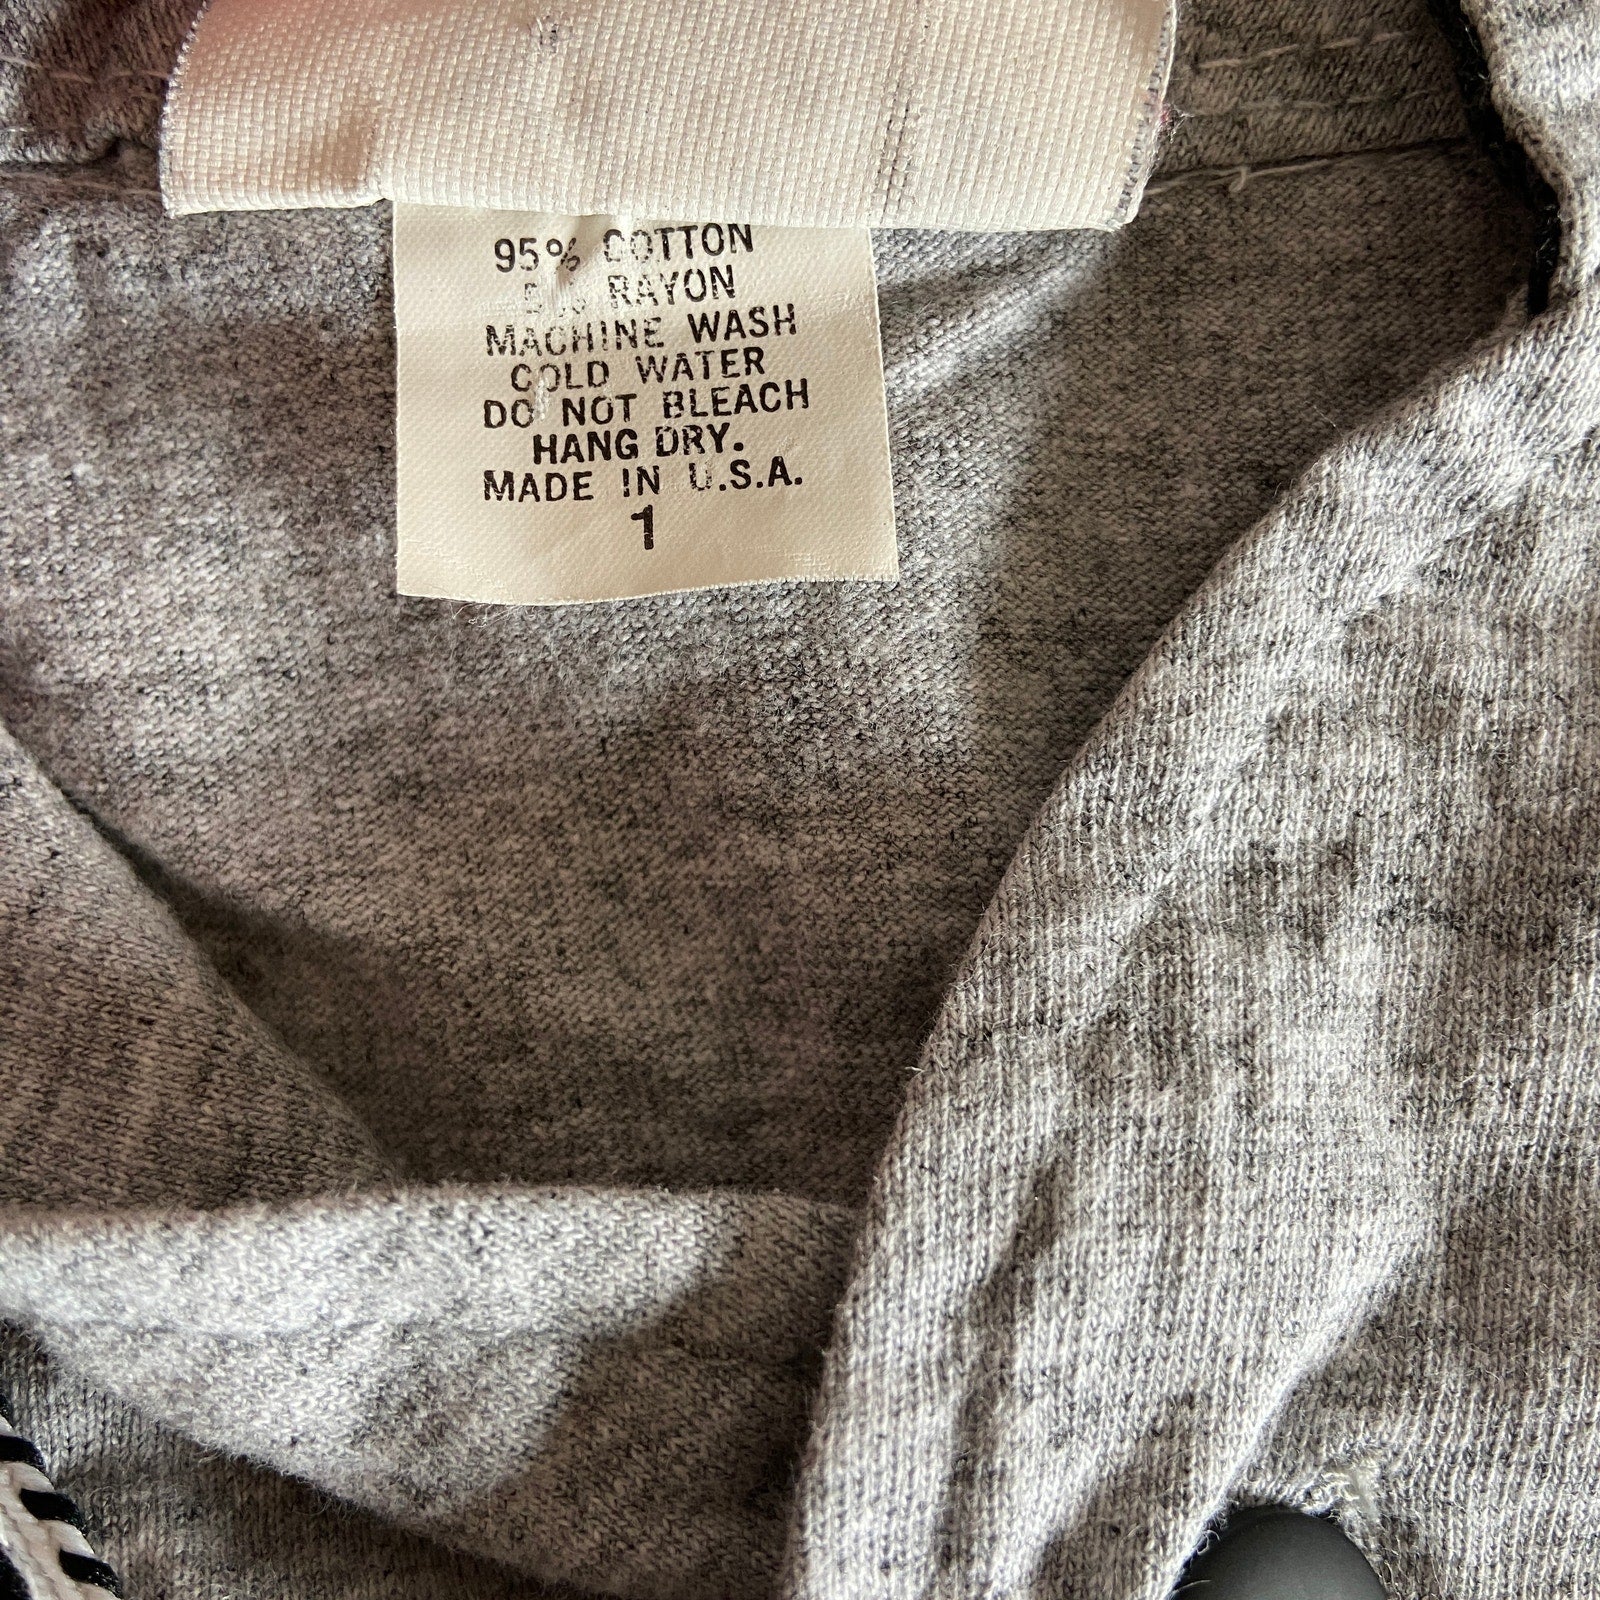 95% COTTON
RAYON
MACHINE WASH
COLD WATER
DO NOT BLEACH
HANG DRY.
MADE IN U.S.A.
1